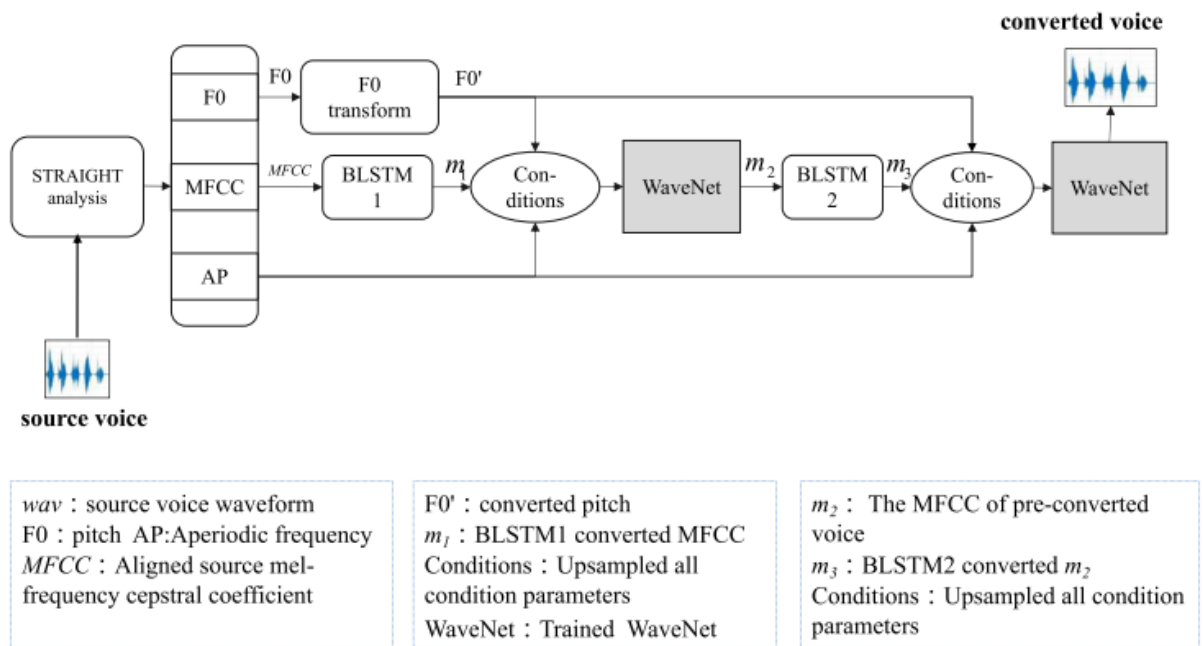 converted voice
F0
F0
transform
F0'
F0
STRAIGHT
analysis
MFCC
MFCC
BLSTM
1
m₁
Con-
ditions
WaveNet
m₂
BLSTM
2
m₃
Con-
ditions
WaveNet
AP
source voice
wav：source voice waveform
F0：pitch AP:Aperiodic frequency
MFCC：Aligned source mel-
frequency cepstral coefficient
F0'：converted pitch
m₁：BLSTM1 converted MFCC
Conditions：Upsampled all
condition parameters
WaveNet：Trained WaveNet
m₂： The MFCC of pre-converted
voice
m₃：BLSTM2 converted m₂
Conditions：Upsampled all condition
parameters